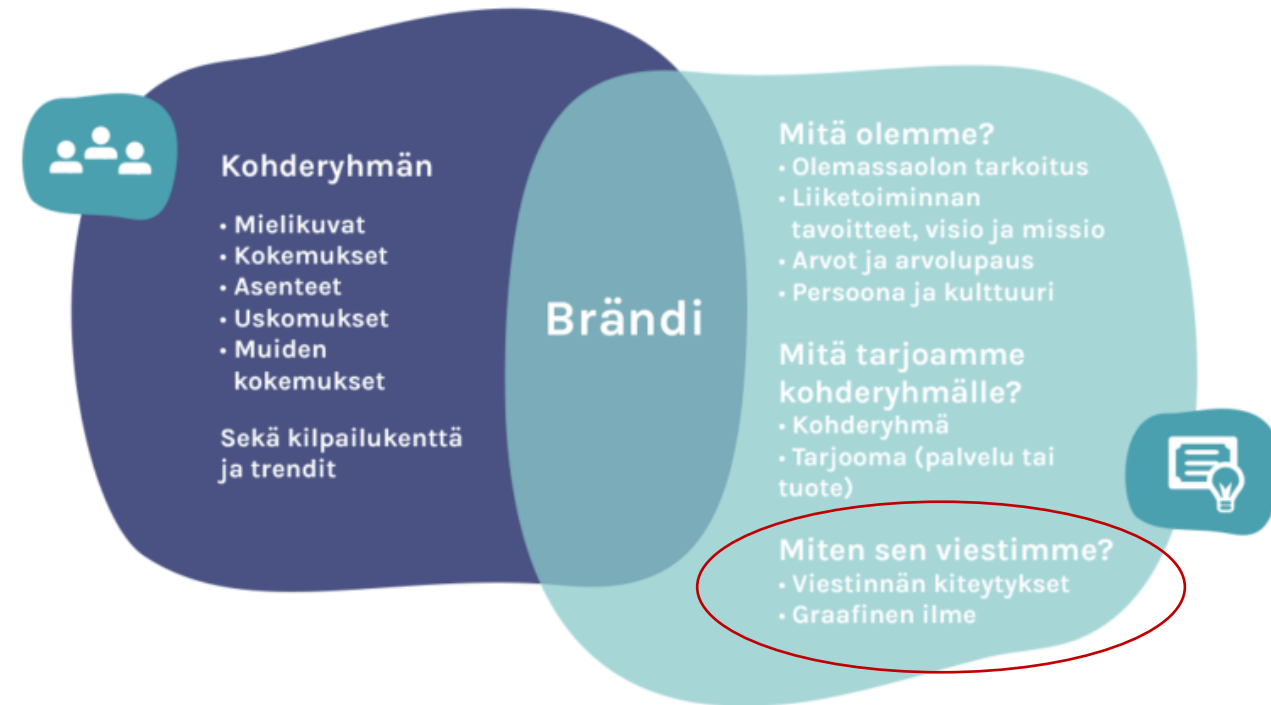 Kohderyhmän
• Mielikuvat
• Kokemukset
• Asenteet
• Uskomukset
• Muiden
kokemukset
Sekä kilpailukenttä
ja trendit
Brändi
Mitä olemme?
• Olemassaolon tarkoitus
• Liiketoiminnan
tavoitteet, visio ja missio
• Arvot ja arvolupaus
• Persoona ja kulttuuri
Mitä tarjoamme
kohderyhmälle?
• Kohderyhmä
• Tarjooma (palvelu tai
tuote)
Miten sen viestimme?
• Viestinnän kiteytykset
• Graafinen ilme